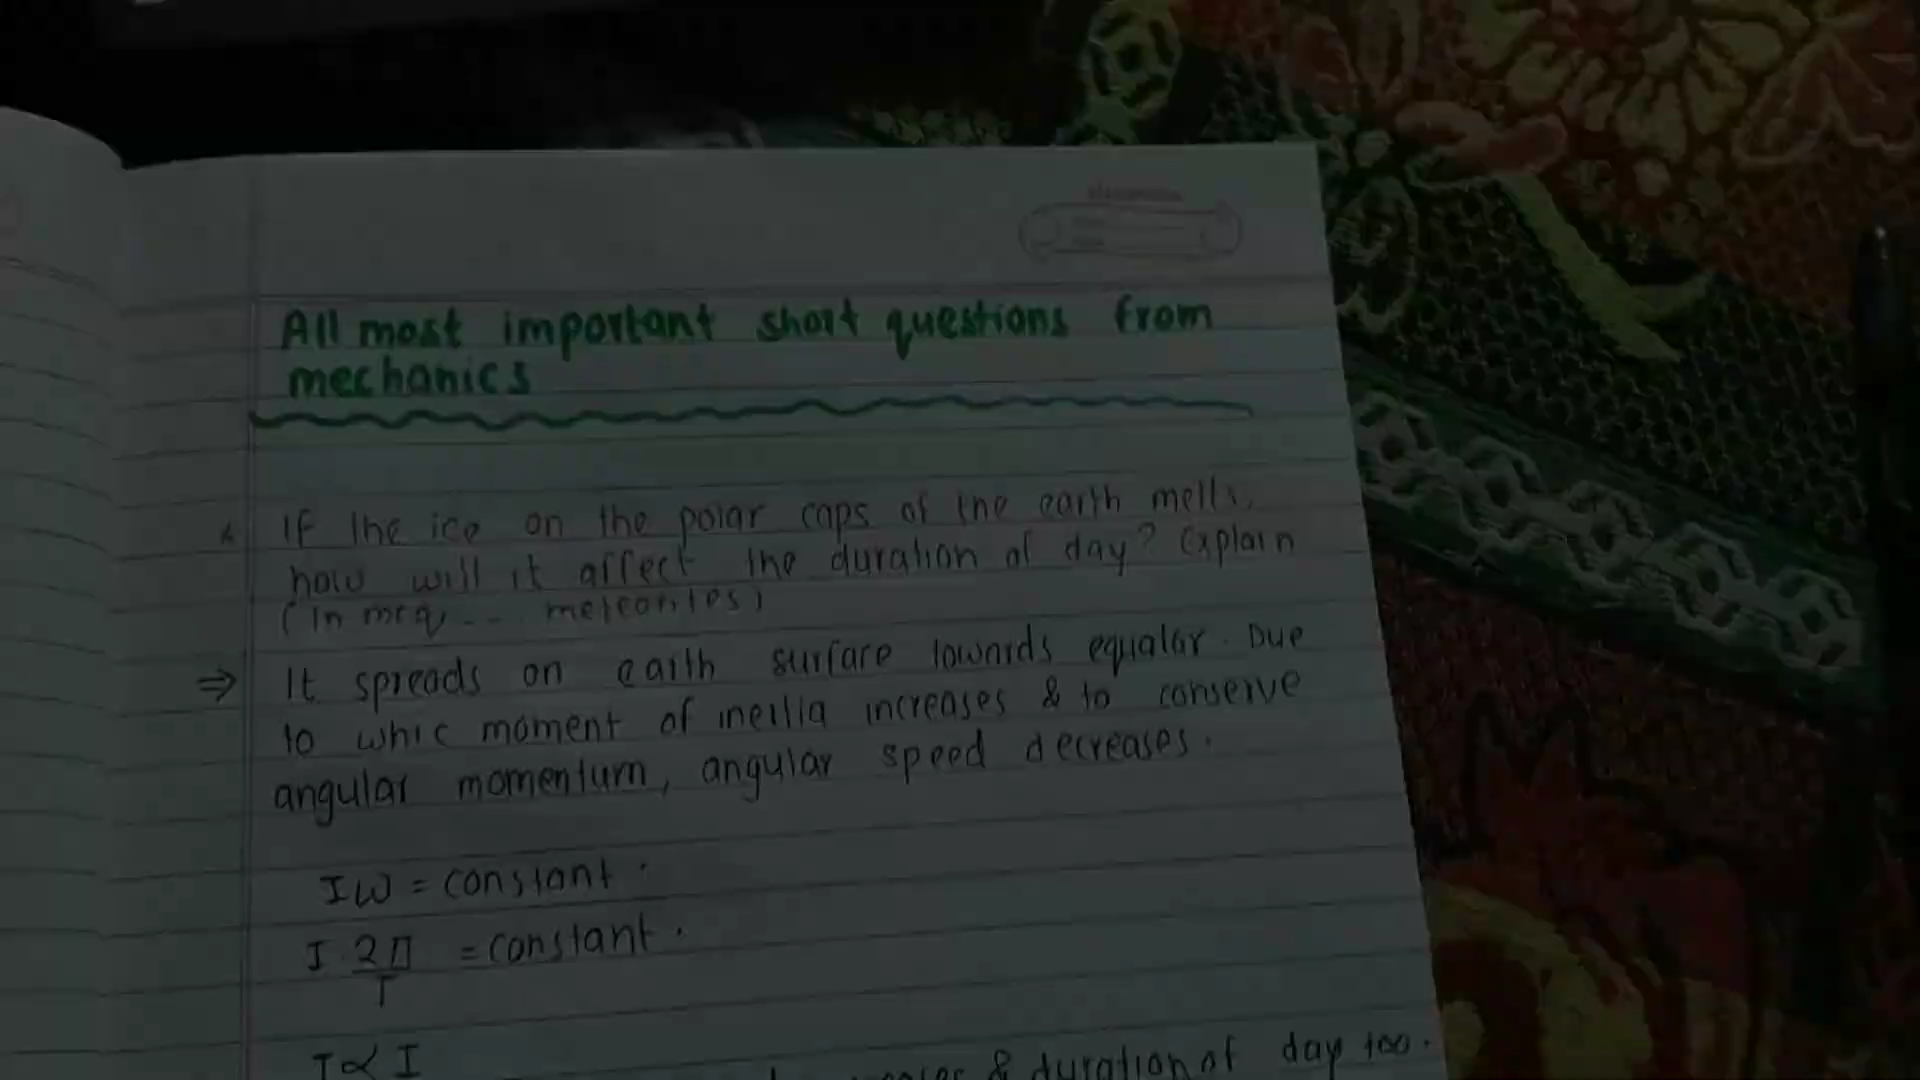 All most important short questions from
mechanics
If the ice on the polar caps of the earth melts,
how will it affect the duration of day? Explain
(In mcq... meteorites)
⇒ It spreads on earth surface towards equator. Due
to whic moment of inertia increases & to conserve
angular momentum, angular speed decreases.
Iω = constant.
I 2π = constant.
T
T ∝ I
& duration of day too.